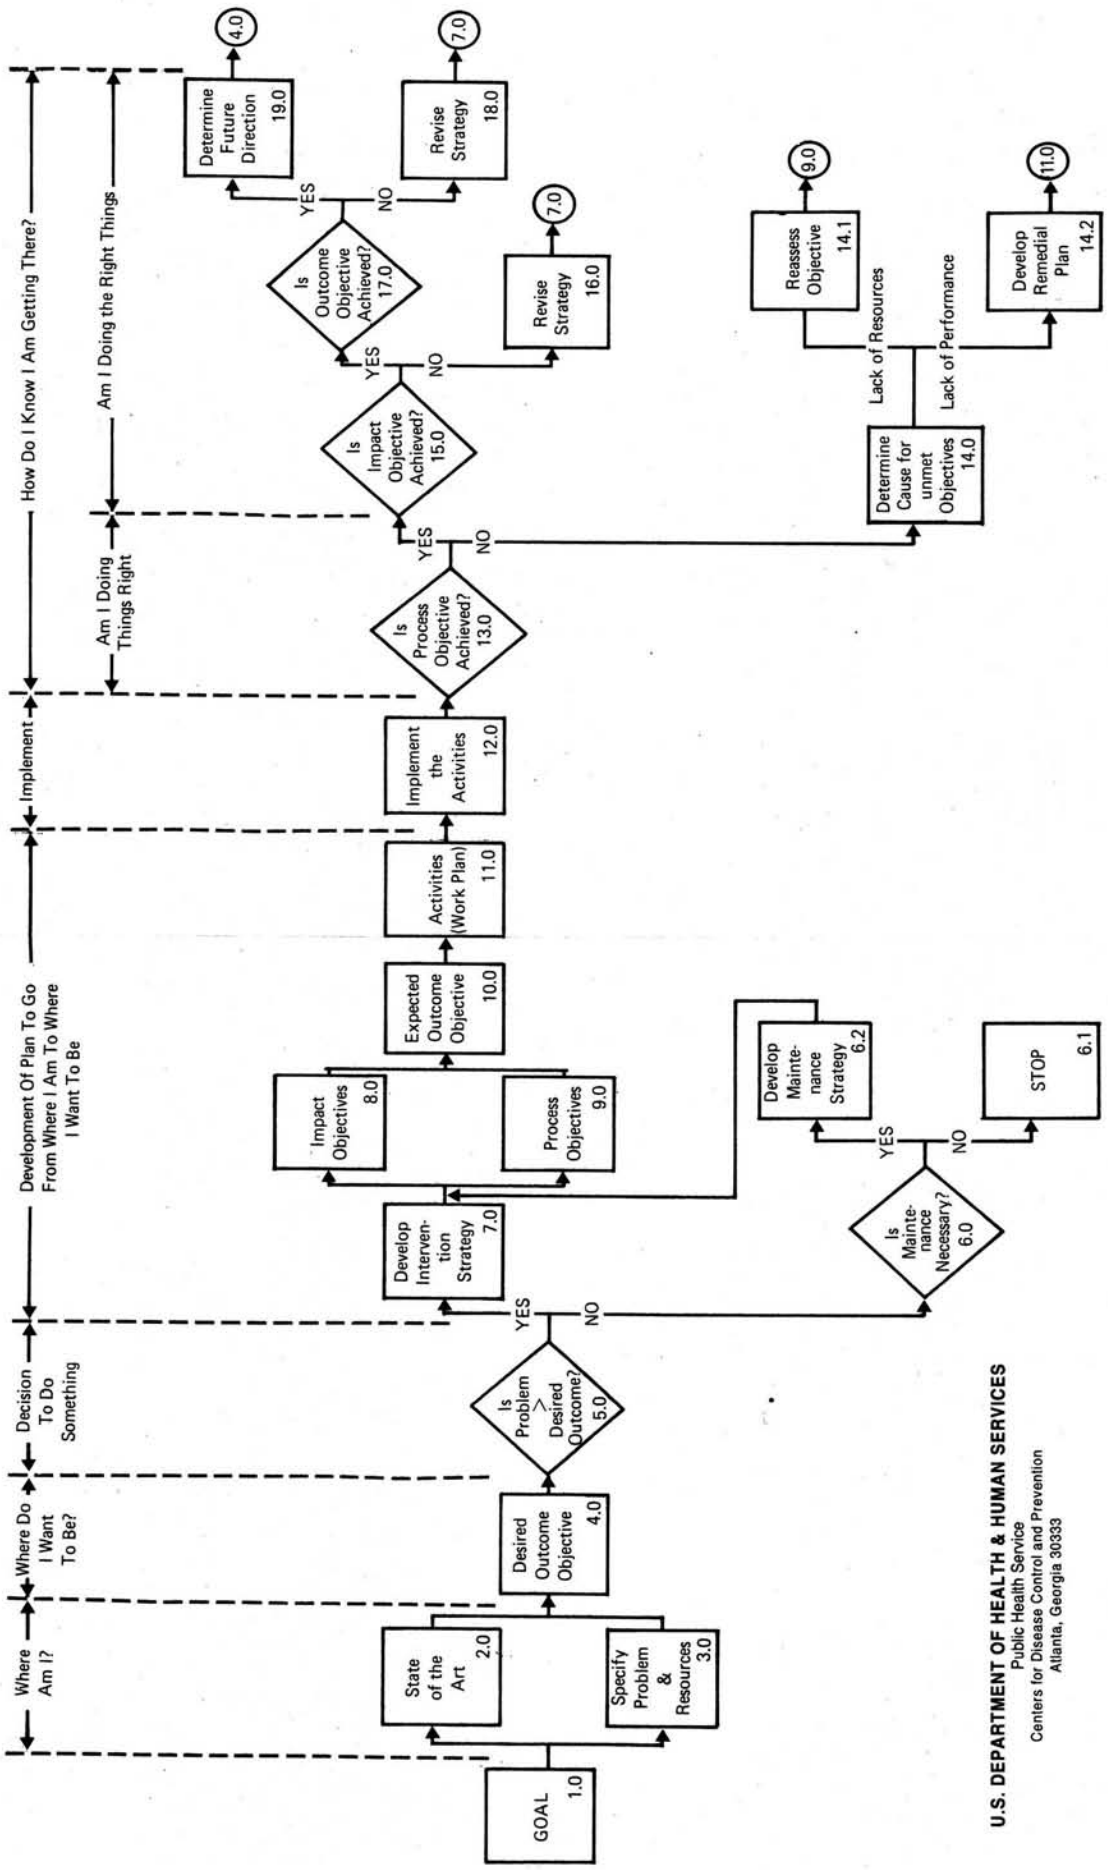 Where
Am I?
Where Do
I Want
To Be?
Decision
To Do
Something
Development Of Plan To Go
From Where I Am To Where
I Want To Be
Implement
How Do I Know I Am Getting There?
Am I Doing
Things Right
Am I Doing the Right Things
GOAL
1.0
State
of the
Art
2.0
Specify
Problem
&
Resources
3.0
Desired
Outcome
Objective
4.0
Is
Problem
>
Desired
Outcome?
5.0
YES
NO
Develop
Interven-
tion
Strategy
7.0
Is
Mainte-
nance
Necessary?
6.0
YES
NO
Develop
Mainte-
nance
Strategy
6.2
STOP
6.1
Impact
Objectives
8.0
Process
Objectives
9.0
Expected
Outcome
Objective
10.0
Activities
(Work Plan)
11.0
Implement
the
Activities
12.0
Is
Process
Objective
Achieved?
13.0
YES
NO
Is
Impact
Objective
Achieved?
15.0
YES
NO
Determine
Cause for
unmet
Objectives
14.0
Lack of Resources
Lack of Performance
Reassess
Objective
14.1
9.0
Develop
Remedial
Plan
14.2
11.0
Is
Outcome
Objective
Achieved?
17.0
YES
NO
Revise
Strategy
16.0
7.0
Determine
Future
Direction
19.0
4.0
Revise
Strategy
18.0
7.0
U.S. DEPARTMENT OF HEALTH & HUMAN SERVICES
Public Health Service
Centers for Disease Control and Prevention
Atlanta, Georgia 30333